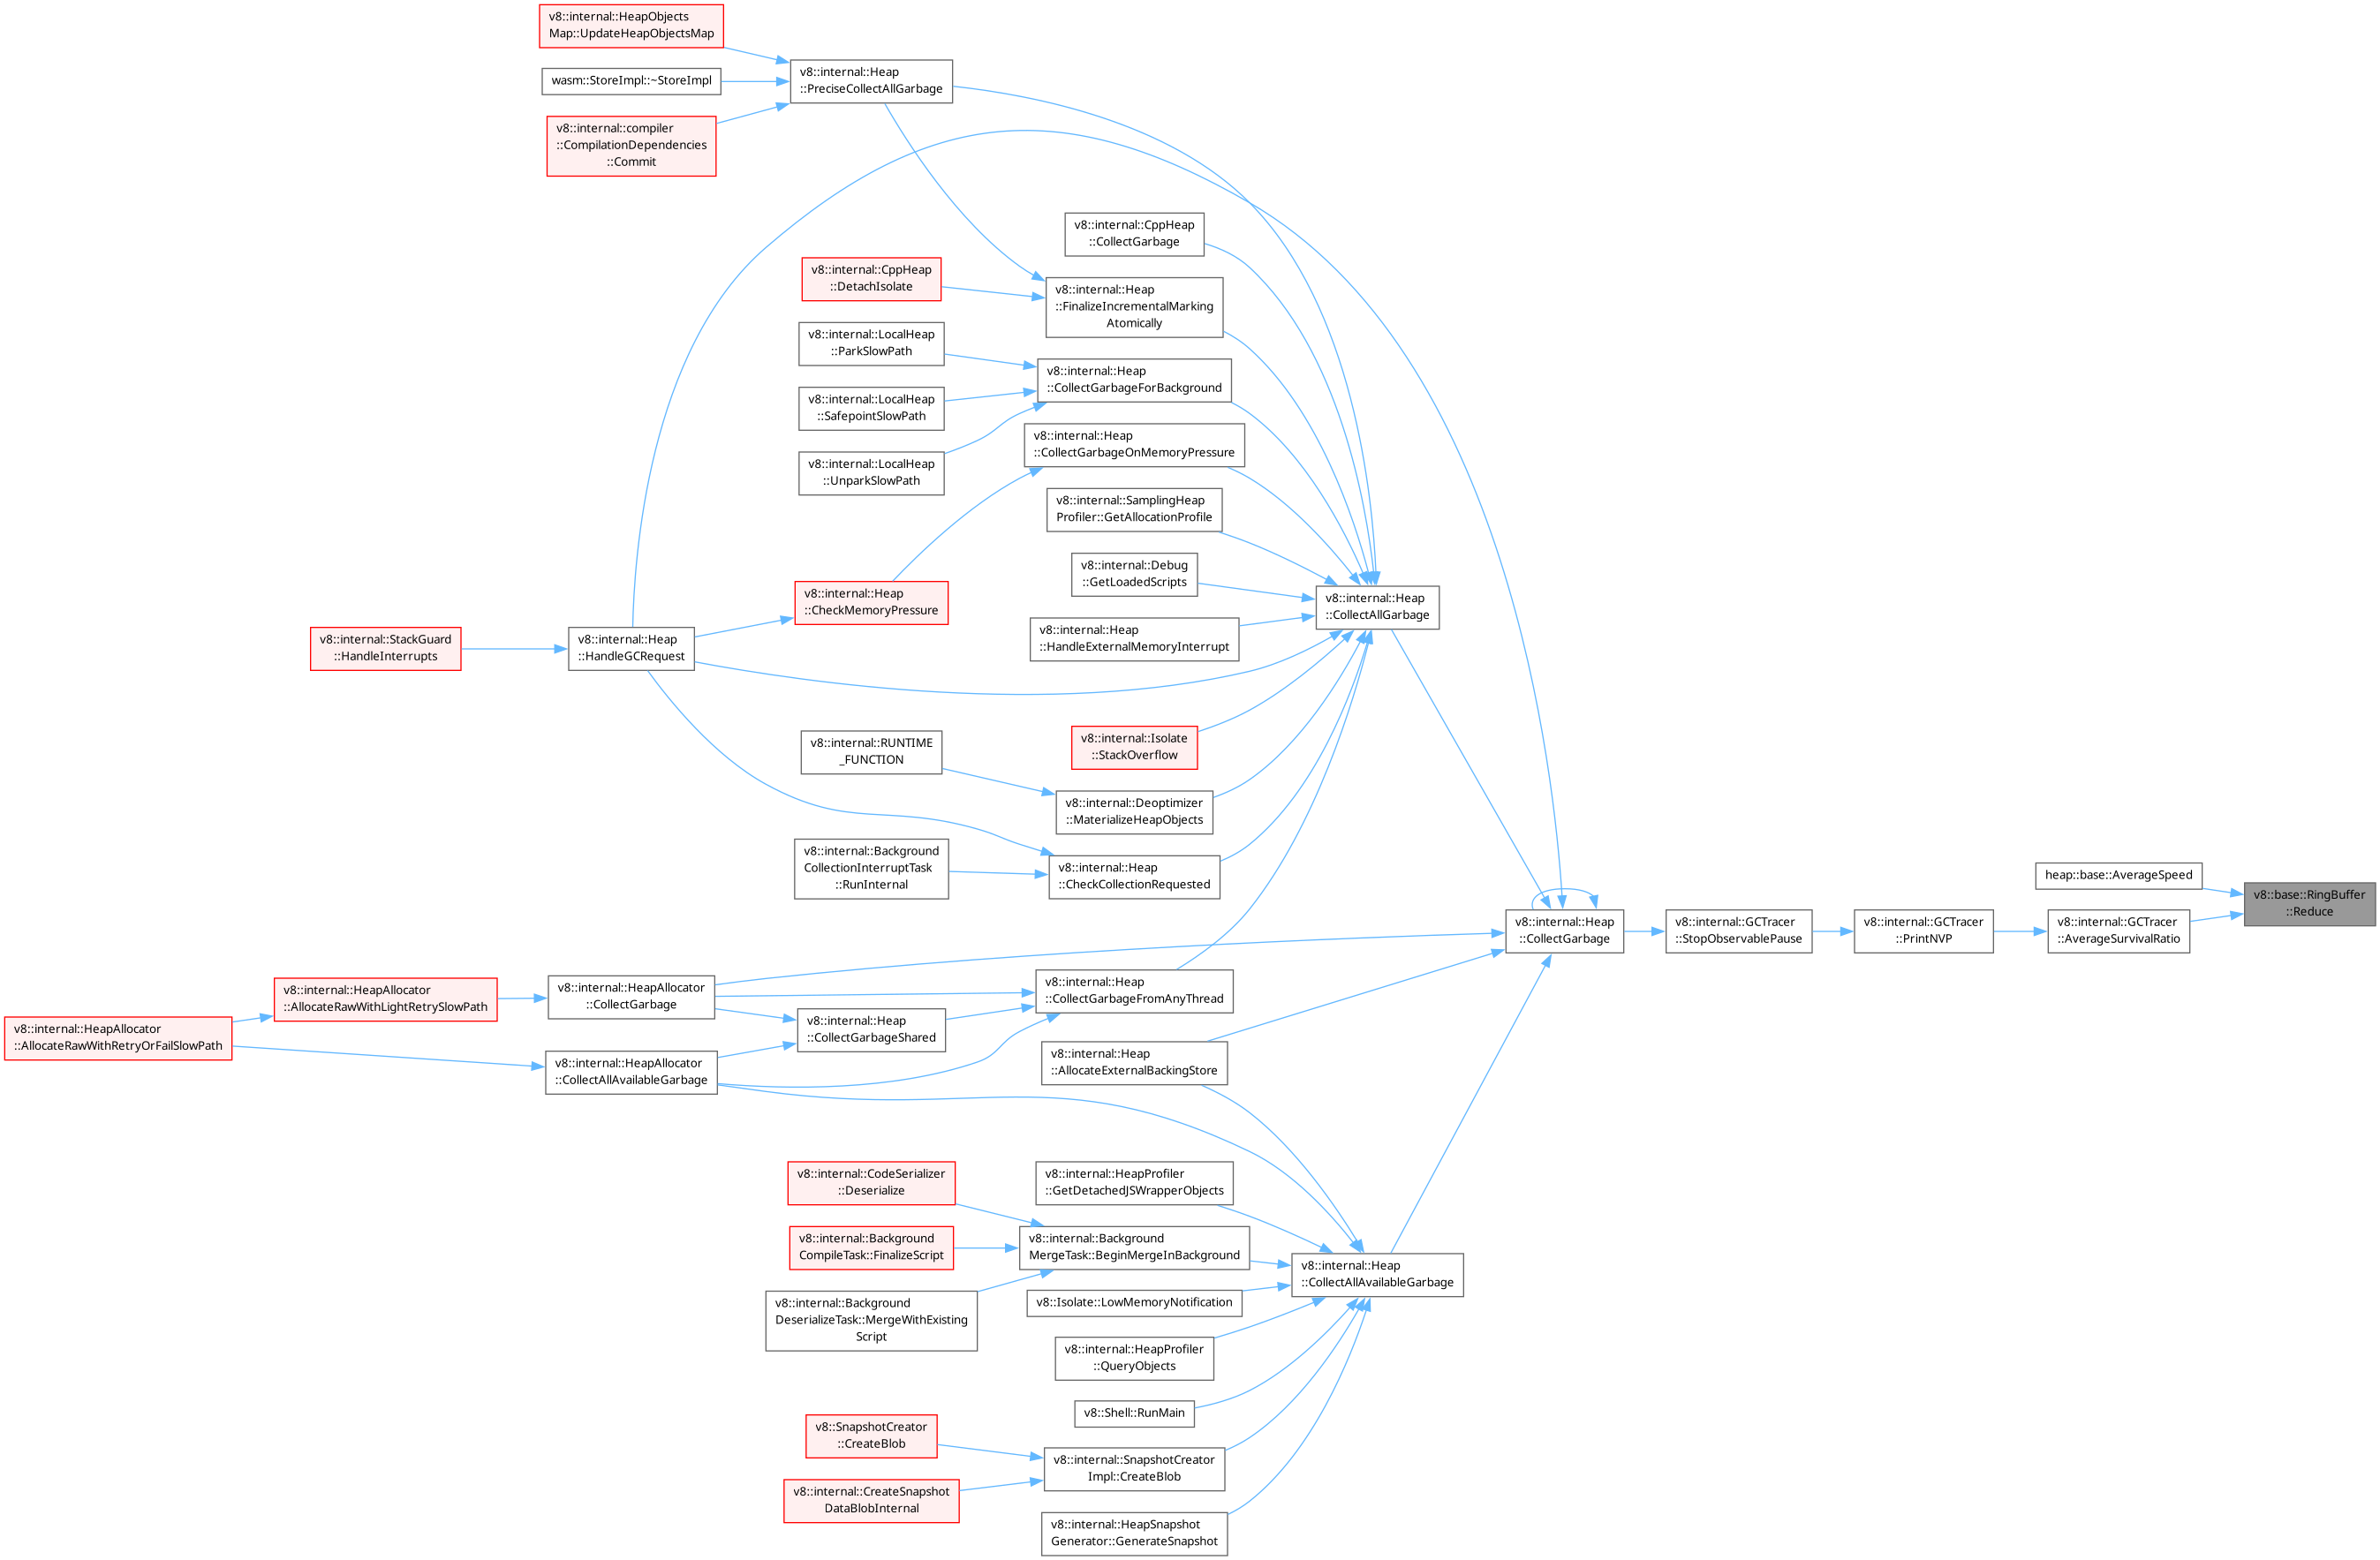 v8::internal::HeapObjects
Map::UpdateHeapObjectsMap
wasm::StoreImpl::~StoreImpl
v8::internal::compiler
::CompilationDependencies
::Commit
v8::internal::Heap
::PreciseCollectAllGarbage
v8::internal::CppHeap
::CollectGarbage
v8::internal::CppHeap
::DetachIsolate
v8::internal::Heap
::FinalizeIncrementalMarking
Atomically
v8::internal::LocalHeap
::ParkSlowPath
v8::internal::LocalHeap
::SafepointSlowPath
v8::internal::LocalHeap
::UnparkSlowPath
v8::internal::Heap
::CollectGarbageForBackground
v8::internal::Heap
::CollectGarbageOnMemoryPressure
v8::internal::SamplingHeap
Profiler::GetAllocationProfile
v8::internal::Debug
::GetLoadedScripts
v8::internal::Heap
::HandleExternalMemoryInterrupt
v8::internal::Heap
::CheckMemoryPressure
v8::internal::StackGuard
::HandleInterrupts
v8::internal::Heap
::HandleGCRequest
v8::internal::Heap
::CollectAllGarbage
v8::internal::Isolate
::StackOverflow
v8::internal::RUNTIME
_FUNCTION
v8::internal::Deoptimizer
::MaterializeHeapObjects
v8::internal::Background
CollectionInterruptTask
::RunInternal
v8::internal::Heap
::CheckCollectionRequested
heap::base::AverageSpeed
v8::base::RingBuffer
::Reduce
v8::internal::Heap
::CollectGarbage
v8::internal::GCTracer
::StopObservablePause
v8::internal::GCTracer
::PrintNVP
v8::internal::GCTracer
::AverageSurvivalRatio
v8::internal::HeapAllocator
::AllocateRawWithLightRetrySlowPath
v8::internal::HeapAllocator
::AllocateRawWithRetryOrFailSlowPath
v8::internal::HeapAllocator
::CollectGarbage
v8::internal::Heap
::CollectGarbageFromAnyThread
v8::internal::Heap
::CollectGarbageShared
v8::internal::HeapAllocator
::CollectAllAvailableGarbage
v8::internal::Heap
::AllocateExternalBackingStore
v8::internal::CodeSerializer
::Deserialize
v8::internal::HeapProfiler
::GetDetachedJSWrapperObjects
v8::internal::Background
CompileTask::FinalizeScript
v8::internal::Background
MergeTask::BeginMergeInBackground
v8::internal::Heap
::CollectAllAvailableGarbage
v8::internal::Background
DeserializeTask::MergeWithExisting
Script
v8::Isolate::LowMemoryNotification
v8::internal::HeapProfiler
::QueryObjects
v8::Shell::RunMain
v8::SnapshotCreator
::CreateBlob
v8::internal::SnapshotCreator
Impl::CreateBlob
v8::internal::CreateSnapshot
DataBlobInternal
v8::internal::HeapSnapshot
Generator::GenerateSnapshot